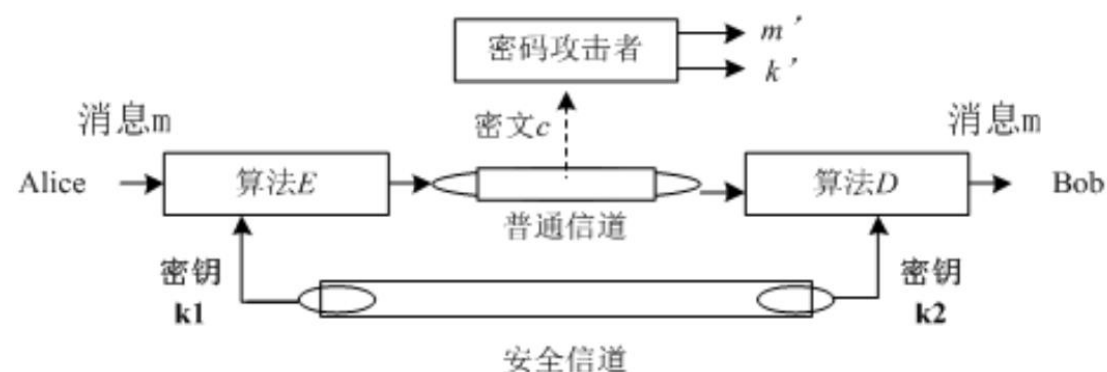 密码攻击者
m'
k'
消息m
密文c
消息m
Alice
算法E
算法D
Bob
普通信道
密钥
k1
密钥
k2
安全信道